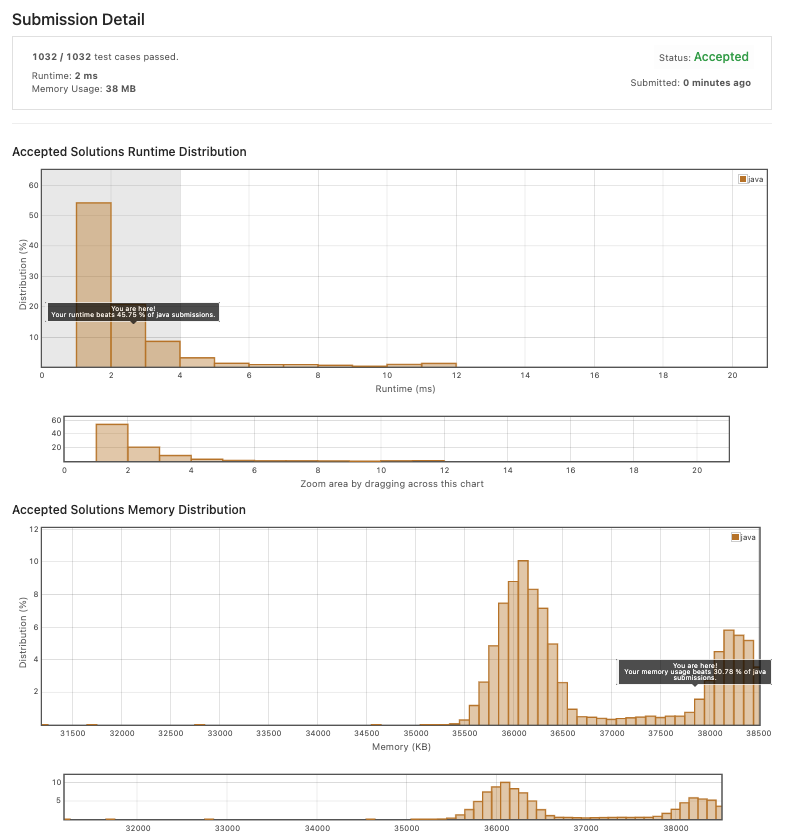 Submission Detail
1032 / 1032 test cases passed.
Status: Accepted
Runtime: 2 ms
Memory Usage: 38 MB
Submitted: 0 minutes ago
Accepted Solutions Runtime Distribution
java
60
50
40
30
20
10
Distribution (%)
You are here!
Your runtime beats 45.75 % of java submissions.
0 2 4 6 8 10 12 14 16 18 20
Runtime (ms)
60
40
20
0 2 4 6 8 10 12 14 16 18 20
Zoom area by dragging across this chart
Accepted Solutions Memory Distribution
java
12
10
8
6
4
2
Distribution (%)
You are here!
Your memory usage beats 30.78 % of java
submissions.
31500 32000 32500 33000 33500 34000 34500 35000 35500 36000 36500 37000 37500 38000 38500
Memory (KB)
10
5
32000 33000 34000 35000 36000 37000 38000